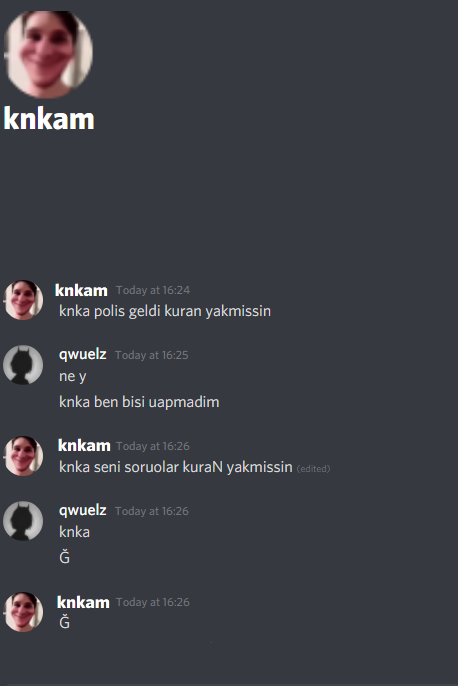 knkam
knkam Today at 16:24
knka polis geldi kuran yakmissin
qwuelz Today at 16:25
ne y
knka ben bisi uapmadim
knkam Today at 16:26
knka seni soruolar kuraN yakmissin (edited)
qwuelz Today at 16:26
knka
Ğ
knkam Today at 16:26
Ğ